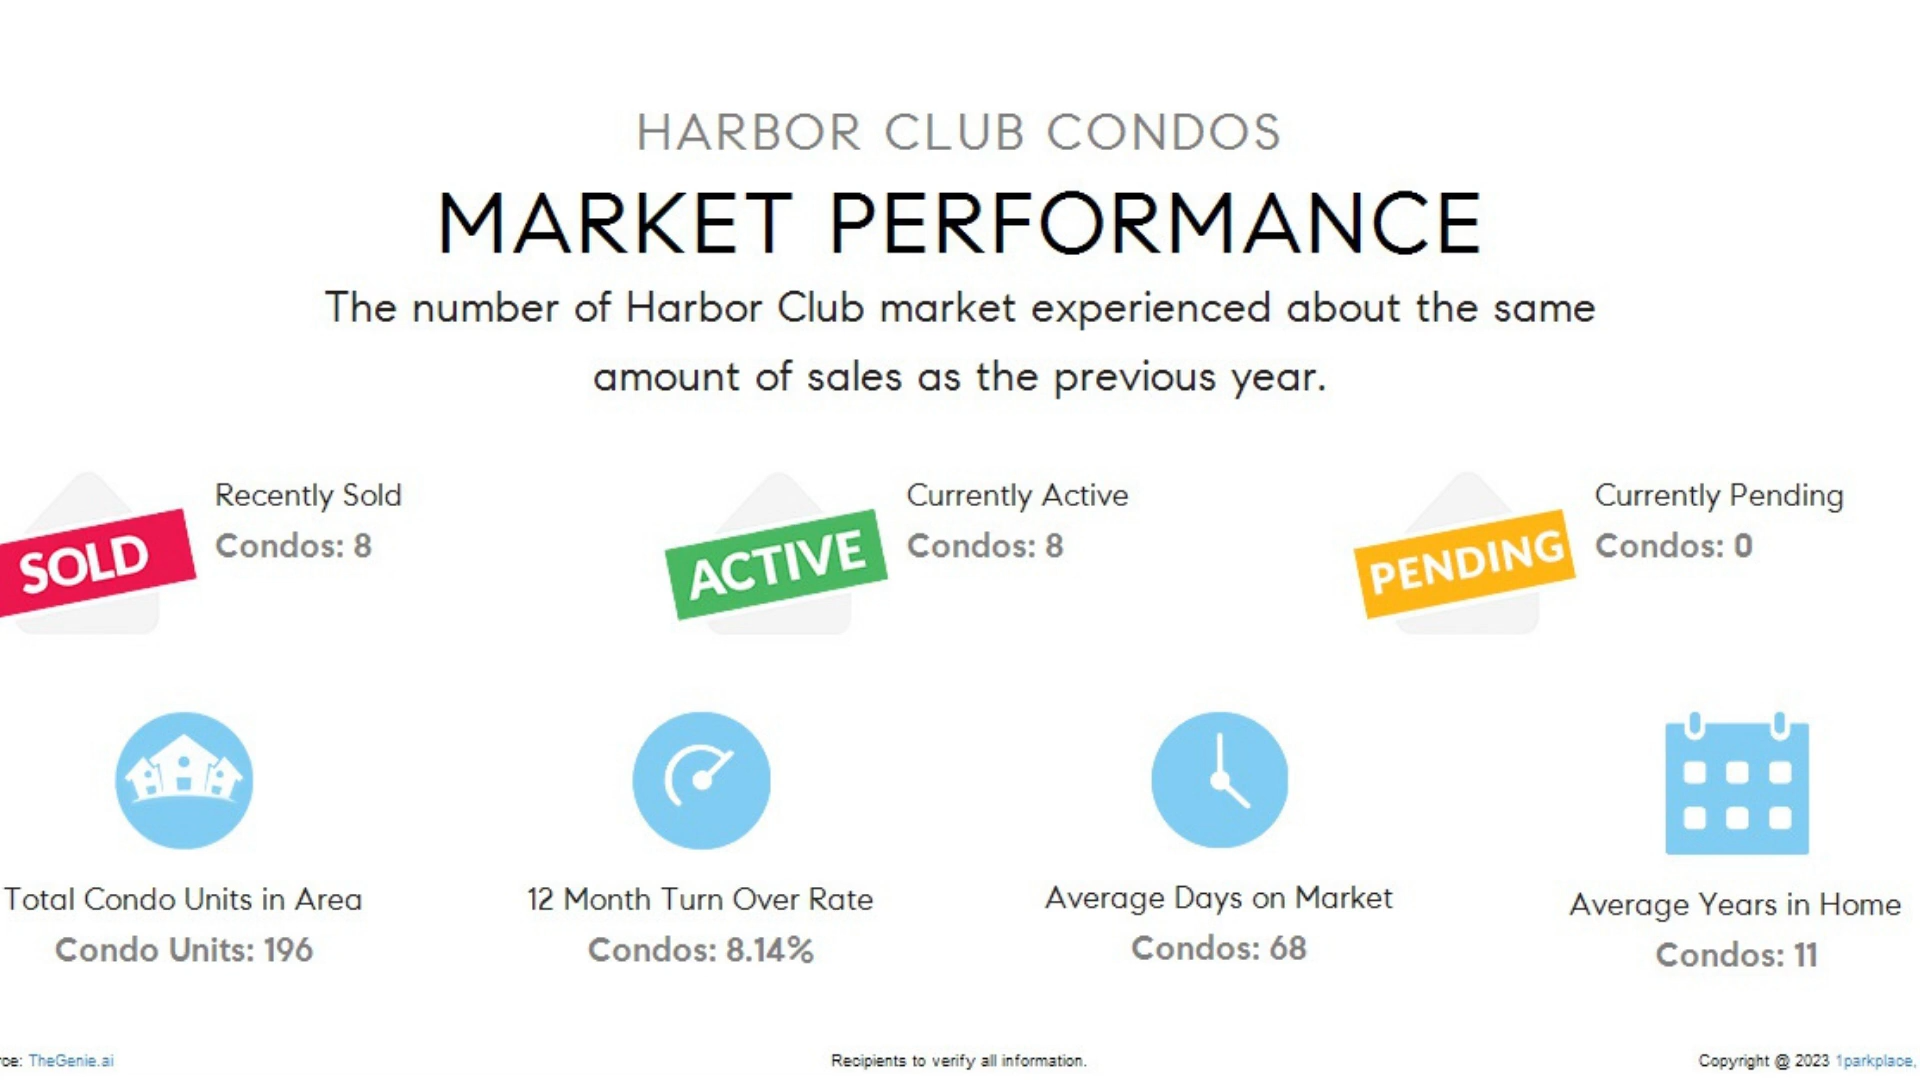 HARBOR CLUB CONDOS
MARKET PERFORMANCE
The number of Harbor Club market experienced about the same
amount of sales as the previous year.
SOLD
Recently Sold
Condos: 8
ACTIVE
Currently Active
Condos: 8
PENDING
Currently Pending
Condos: 0
Total Condo Units in Area
Condo Units: 196
12 Month Turn Over Rate
Condos: 8.14%
Average Days on Market
Condos: 68
Average Years in Home
Condos: 11
TheGenie.ai
Recipients to verify all information.
Copyright @ 2023 1parkplace,